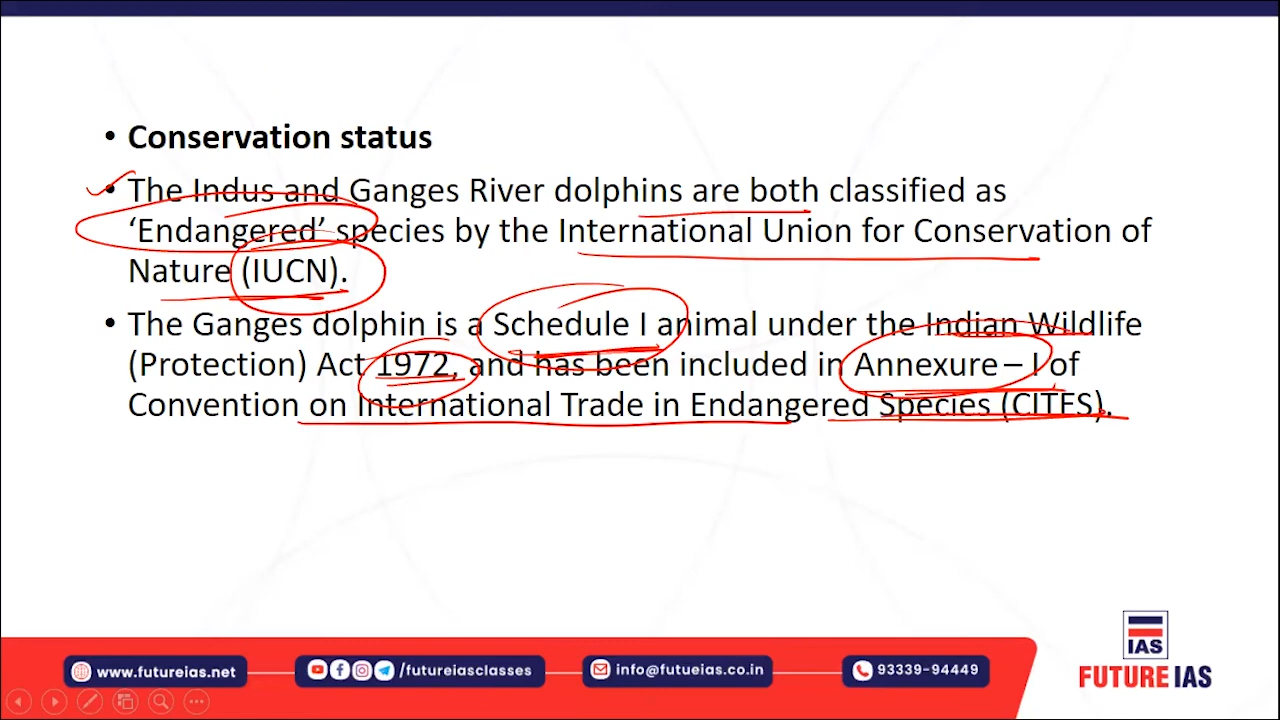 • Conservation status
• The Indus and Ganges River dolphins are both classified as
‘Endangered’ species by the International Union for Conservation of
Nature (IUCN).
• The Ganges dolphin is a Schedule I animal under the Indian Wildlife
(Protection) Act 1972, and has been included in Annexure – I of
Convention on International Trade in Endangered Species (CITES).
IAS
www.futureias.net
/futureiasclasses
info@futueias.co.in
93339-94449
FUTURE IAS